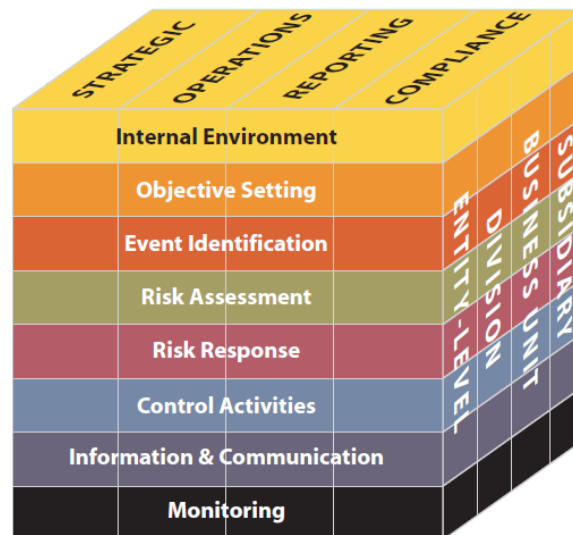 STRATEGIC
OPERATIONS
REPORTING
COMPLIANCE
Internal Environment
Objective Setting
Event Identification
Risk Assessment
Risk Response
Control Activities
Information & Communication
Monitoring
ENTITY-LEVEL
DIVISION
BUSINESS UNIT
SUBSIDIARY